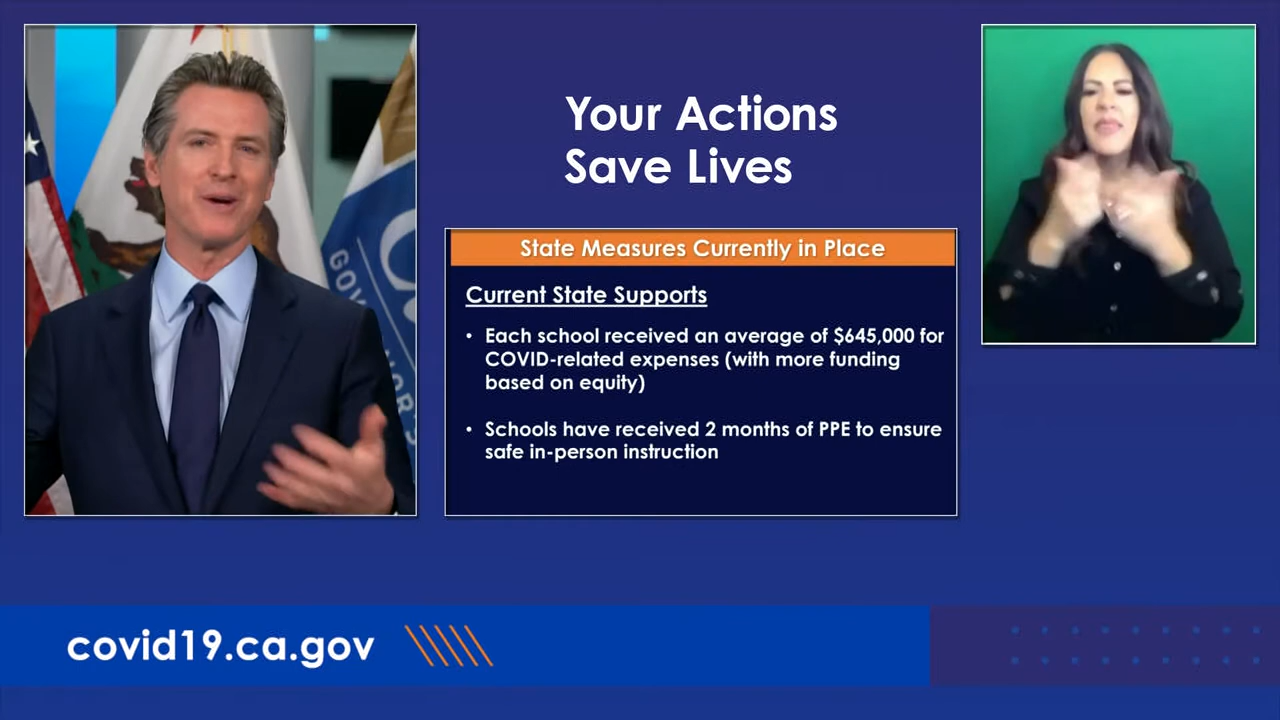 Your Actions
Save Lives
State Measures Currently in Place
Current State Supports
• Each school received an average of $645,000 for
COVID-related expenses (with more funding
based on equity)
• Schools have received 2 months of PPE to ensure
safe in-person instruction
covid19.ca.gov